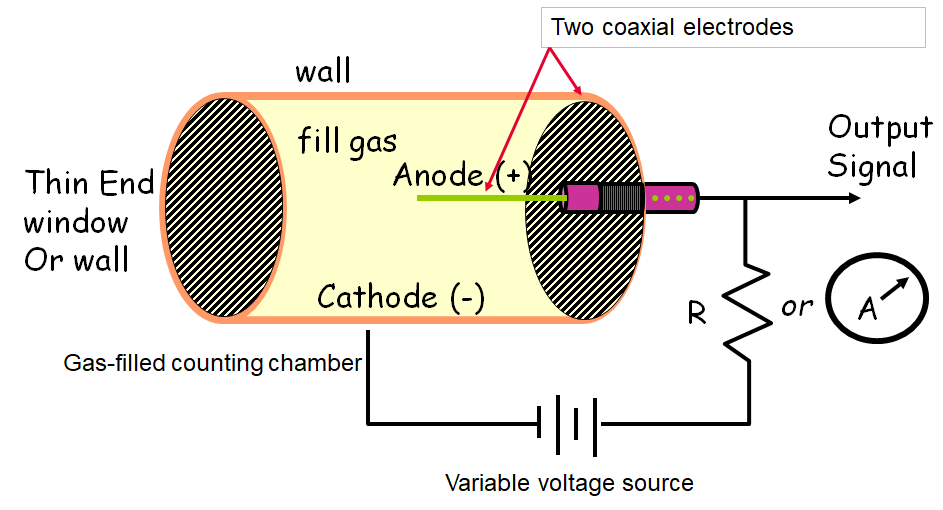 Two coaxial electrodes
wall
fill gas
Anode (+)
Thin End
window
Or wall
Output
Signal
Cathode (-)
R
or
A
Gas-filled counting chamber
Variable voltage source